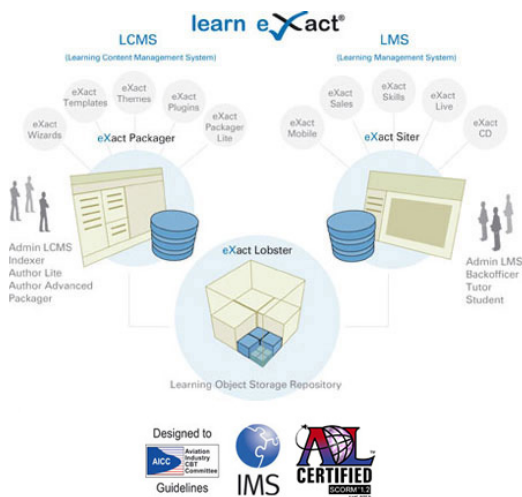 learn eXact®
LCMS
(Learning Content Management System)
LMS
(Learning Management System)
eXact
Wizards
eXact
Templates
eXact
Themes
eXact
Plugins
eXact
Packager
Lite
eXact Packager
eXact
Mobile
eXact
Sales
eXact
Skills
eXact
Live
eXact
CD
eXact Siter
Admin LCMS
Indexer
Author Lite
Author Advanced
Packager
eXact Lobster
Admin LMS
Backofficer
Tutor
Student
Learning Object Storage Repository
Designed to
AICC
Aviation
Industry
CBT
Committee
Guidelines
IMS
ADL
CERTIFIED
SCORM 1.2